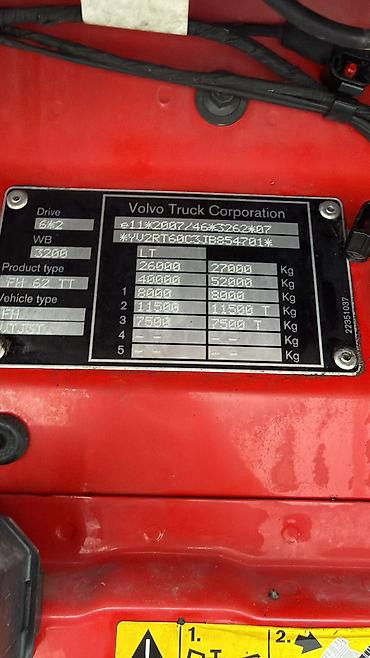 Drive
6*2
WB
3200
Product type
FH 62 TT
Vehicle type
FH
VTJ3T
Volvo Truck Corporation
e11*2007/46*3262*07
*YV2RT60C3JB854701*
LT
26000 27000 Kg
40000 52000 Kg
1 8000 8000 Kg
2 11500 11500 T Kg
3 7500 7500 T Kg
4 - -- - -- Kg
5 - -- - -- Kg
22351037
1.
2.